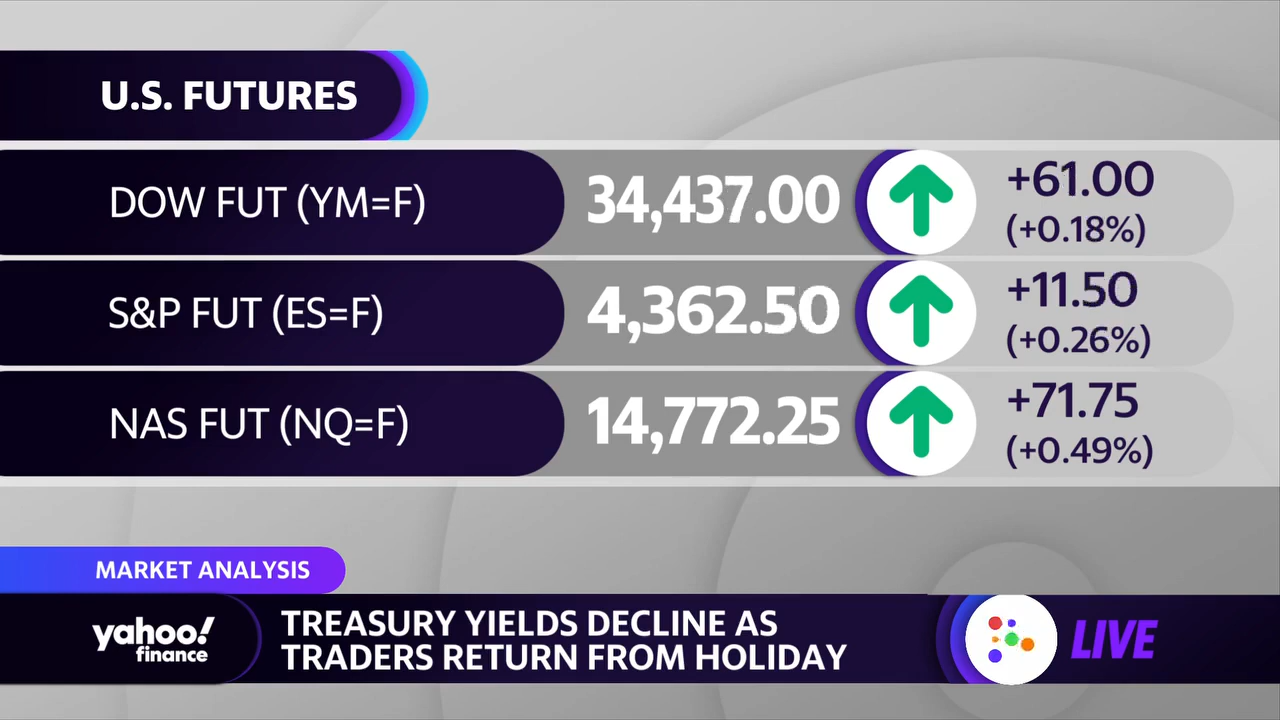 U.S. FUTURES
DOW FUT (YM=F) 34,437.00 +61.00
(+0.18%)
S&P FUT (ES=F) 4,362.50 +11.50
(+0.26%)
NAS FUT (NQ=F) 14,772.25 +71.75
(+0.49%)
MARKET ANALYSIS
yahoo!
finance
TREASURY YIELDS DECLINE AS
TRADERS RETURN FROM HOLIDAY
LIVE